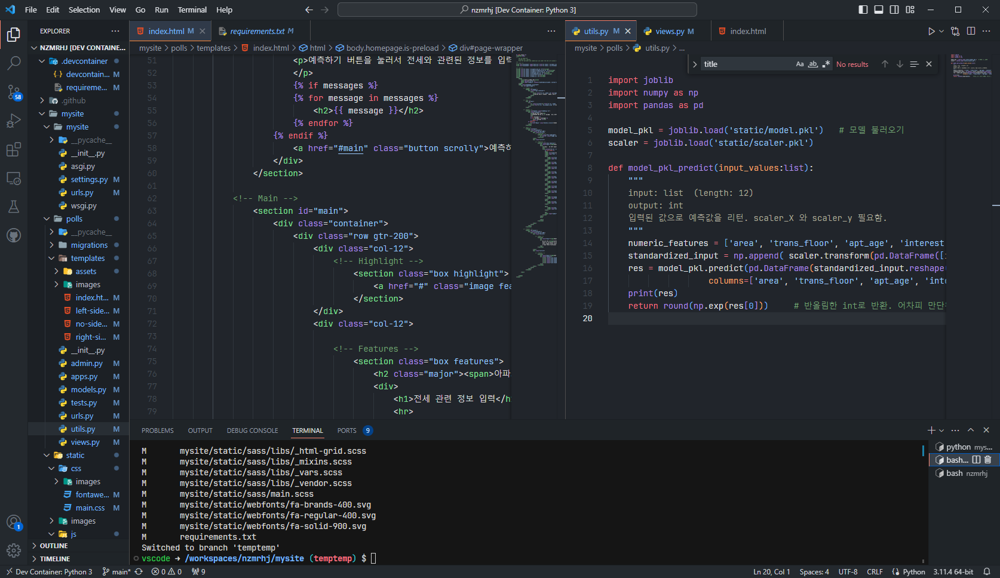 File Edit Selection View Go Run Terminal Help
nzmrhj [Dev Container: Python 3]
EXPLORER
NZMRHJ [DEV CONTAINE...
.devcontainer
devcontain... M
requireme... M
.github
mysite
mysite
__pycache__
__init__.py
asgi.py
settings.py M
urls.py M
wsgi.py
polls
__pycache__
migrations
templates
assets
images
index.ht... M
left-side... M
no-side... M
right-si... M
__init__.py
admin.py M
apps.py M
models.py M
tests.py M
urls.py M
utils.py M
views.py M
static
css
images
fontawe... M
main.css M
images
js
OUTLINE
TIMELINE
58
1
index.html M
requirements.txt M
mysite > polls > templates > index.html > html > body.homepage.is-preload > div#page-wrapper
51 <p>예측하기 버튼을 눌러서 전세와 관련된 정보를 입력
52 </p>
53 {% if messages %}
54 {% for message in messages %}
55 <h2>{{ message }}</h2>
56 {% endfor %}
57 {% endif %}
58 <a href="#main" class="button scrolly">예측하
59 </div>
60 </section>
61
62 <!-- Main -->
63 <section id="main">
64 <div class="container">
65 <div class="row gtr-200">
66 <div class="col-12">
67 <!-- Highlight -->
68 <section class="box highlight">
69 <a href="#" class="image fea
70 </section>
71 </div>
72 <div class="col-12">
73
74 <!-- Features -->
75 <section class="box features">
76 <h2 class="major"><span>아파
77 <div>
78 <h1>전세 관련 정보 입력</h
79 <hr>
utils.py M
views.py M
index.html
mysite > polls > utils.py > ...
title
Aa ab .* No results
1 import joblib
2 import numpy as np
3 import pandas as pd
4
5 model_pkl = joblib.load('static/model.pkl') # 모델 불러오기
6 scaler = joblib.load('static/scaler.pkl')
7
8 def model_pkl_predict(input_values:list):
9 """
10 input: list (length: 12)
11 output: int
12 입력된 값으로 예측값을 리턴. scaler_X 와 scaler_y 필요함.
13 """
14 numeric_features = ['area', 'trans_floor', 'apt_age', 'interest
15 standardized_input = np.append( scaler.transform(pd.DataFrame([
16 res = model_pkl.predict(pd.DataFrame(standardized_input.reshape
17 columns=['area', 'trans_floor', 'apt_age', 'inte
18 print(res)
19 return round(np.exp(res[0])) # 반올림한 int로 반환. 어차피 만단
20
PROBLEMS OUTPUT DEBUG CONSOLE TERMINAL PORTS 9
M mysite/static/sass/libs/_html-grid.scss
M mysite/static/sass/libs/_mixins.scss
M mysite/static/sass/libs/_vars.scss
M mysite/static/sass/libs/_vendor.scss
M mysite/static/sass/main.scss
M mysite/static/webfonts/fa-brands-400.svg
M mysite/static/webfonts/fa-regular-400.svg
M mysite/static/webfonts/fa-solid-900.svg
M requirements.txt
Switched to branch 'temptemp'
vscode → /workspaces/nzmrhj/mysite (temptemp) $
python mys...
bash...
bash nzmrhj
Dev Container: Python 3 main* 0 0 9
Ln 20, Col 1 Spaces: 4 UTF-8 CRLF Python 3.11.4 64-bit